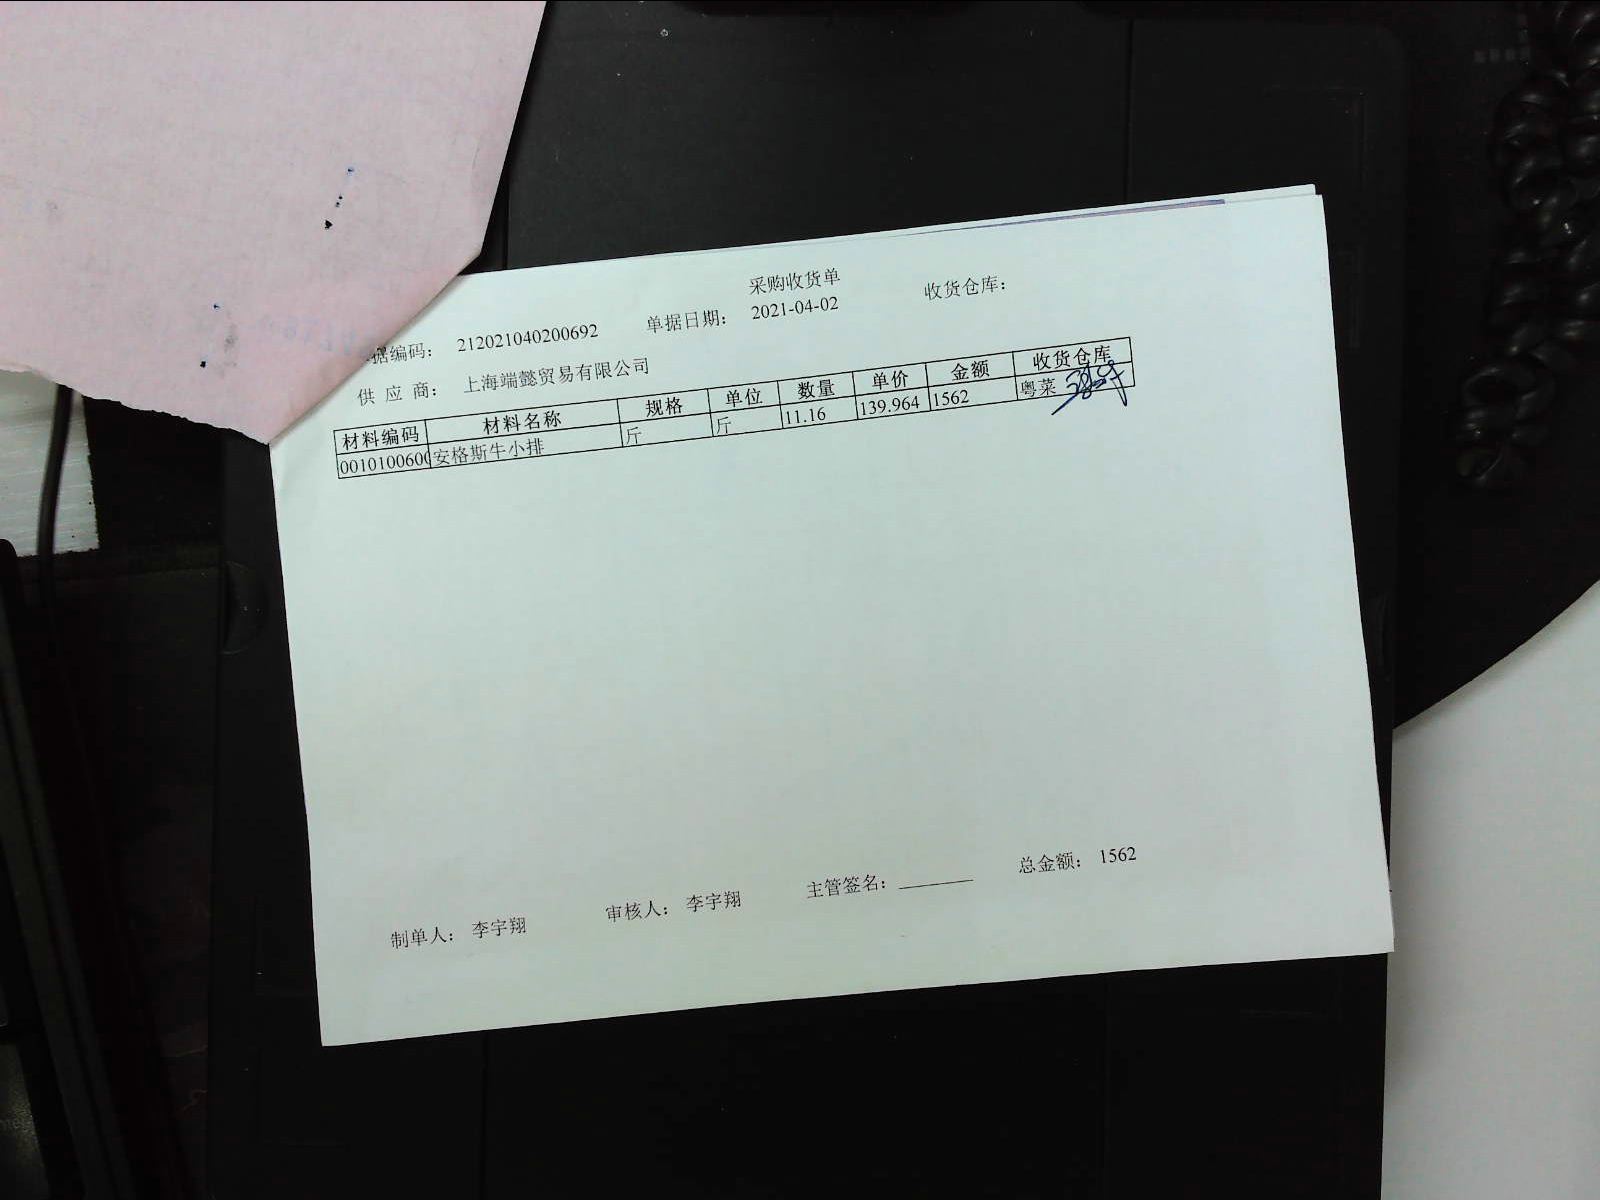 采购收货单
据编码： 212021040200692 单据日期： 2021-04-02 收货仓库：
供 应 商： 上海端懿贸易有限公司
材料编码 材料名称 规格 单位 数量 单价 金额 收货仓库
0010100600 安格斯牛小排 斤 斤 11.16 139.964 1562 粤菜
制单人： 李宇翔 审核人： 李宇翔 主管签名： 总金额： 1562